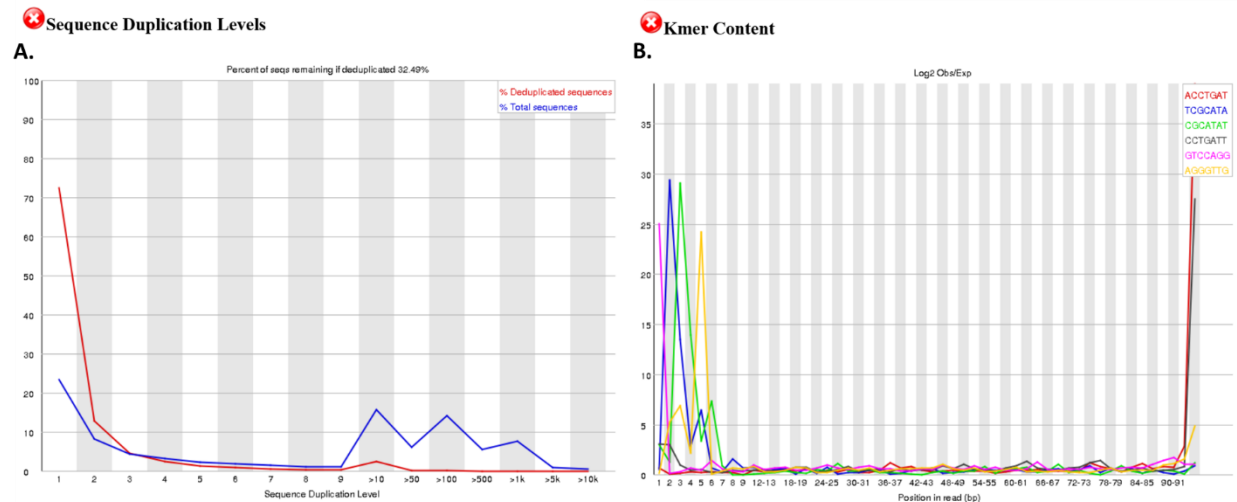 Sequence Duplication Levels
A.
Percent of seqs remaining if deduplicated 32.49%
% Deduplicated sequences
% Total sequences
100
90
80
70
60
50
40
30
20
10
0
1 2 3 4 5 6 7 8 9 >10 >50 >100 >500 >1k >5k >10k
Sequence Duplication Level
Kmer Content
B.
Log2 Obs/Exp
ACCTGAT
TCGCATA
CGCATAT
CCTGATT
GTCCAGG
AGGGTTG
35
30
25
20
15
10
5
0
1 2 3 4 5 6 7 8 9 12-13 18-19 24-25 30-31 36-37 42-43 48-49 54-55 60-61 66-67 72-73 78-79 84-85 90-91
Position in read (bp)